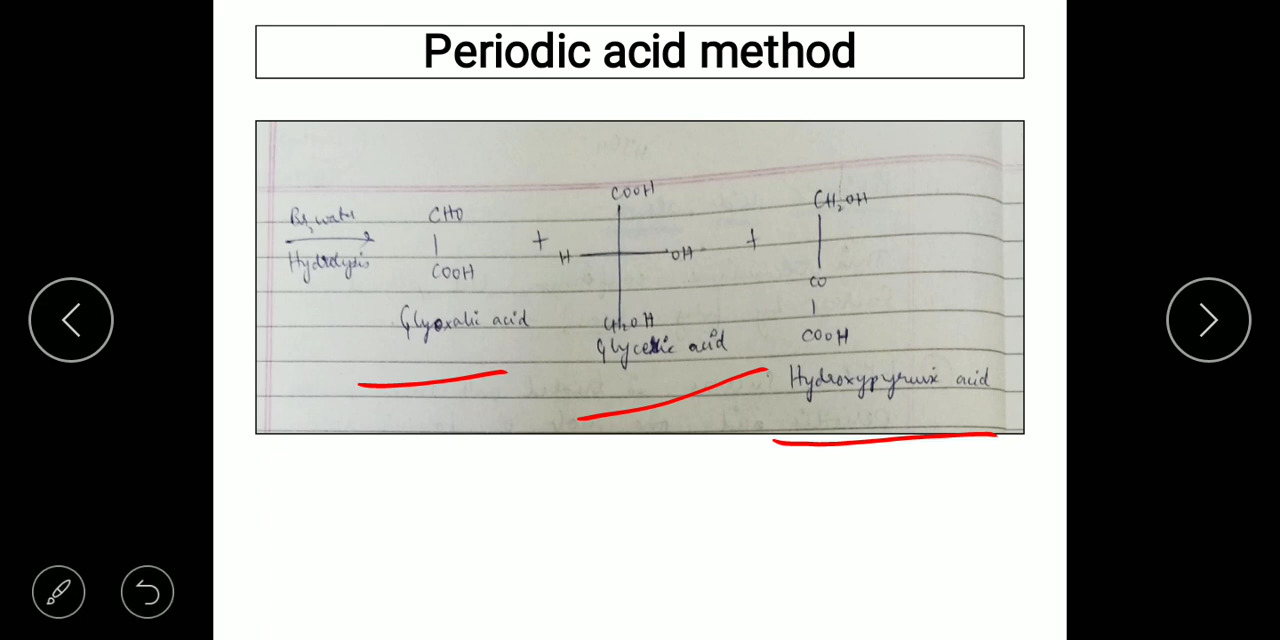 Periodic acid method
Br₂ water
Hydrolysis
CHO
|
COOH
Glyoxalic acid
+
COOH
H OH
CH₂OH
Glyceric acid
+
CH₂OH
CO
|
COOH
Hydroxypyruvix acid